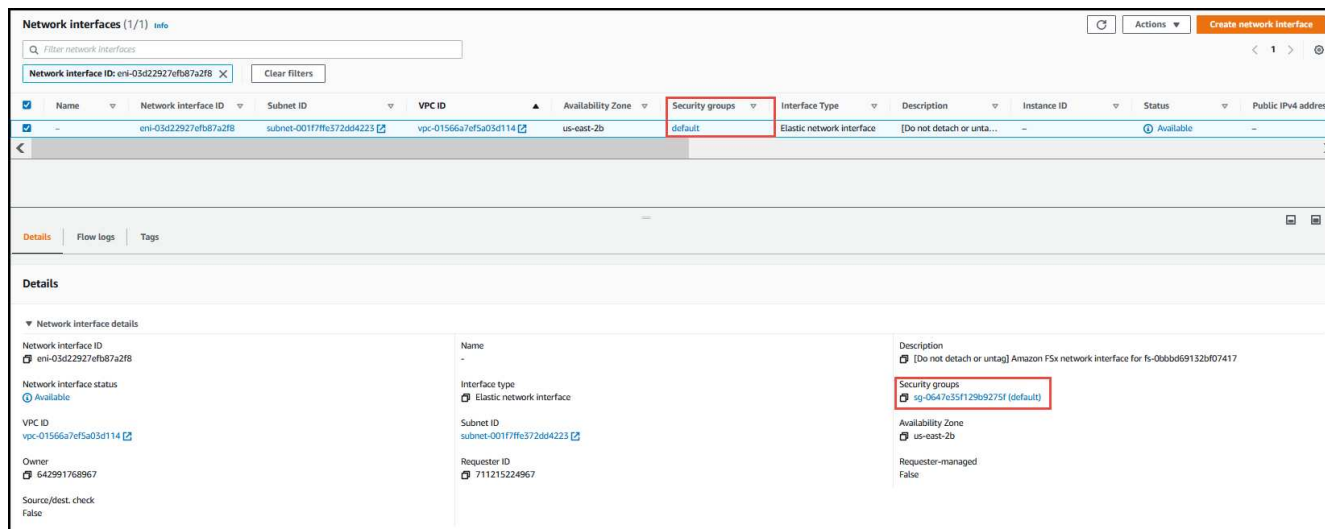 Network interfaces (1/1) Info
Actions
Create network interface
Filter network interfaces
1
Network interface ID: eni-03d22927efb87a2f8
Clear filters
Name Network interface ID Subnet ID VPC ID Availability Zone Security groups Interface Type Description Instance ID Status Public IPv4 addres
– eni-03d22927efb87a2f8 subnet-001f7ffe372dd4223 vpc-01566a7ef5a03d114 us-east-2b default Elastic network interface [Do not detach or unta... – Available –
Details Flow logs Tags
Details
Network interface details
Network interface ID
eni-03d22927efb87a2f8
Name
-
Description
[Do not detach or untag] Amazon FSx network interface for fs-0bbbd69132bf07417
Network interface status
Available
Interface type
Elastic network interface
Security groups
sg-0647e35f129b9275f (default)
VPC ID
vpc-01566a7ef5a03d114
Subnet ID
subnet-001f7ffe372dd4223
Availability Zone
us-east-2b
Owner
642991768967
Requester ID
711215224967
Requester-managed
False
Source/dest. check
False